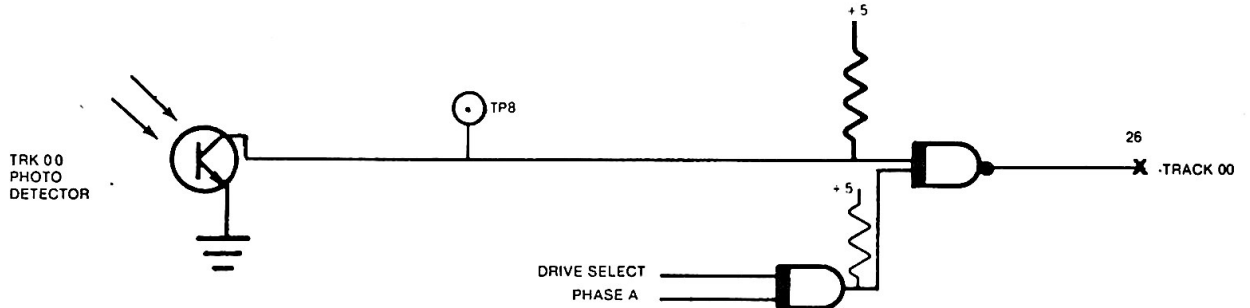 + 5
TP8
26
TRK 00
PHOTO
DETECTOR
-TRACK 00
+ 5
DRIVE SELECT
PHASE A